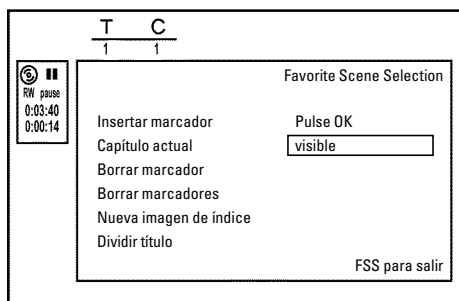 T C
1 1
RW pause
0:03:40
0:00:14
Favorite Scene Selection
Insertar marcador Pulse OK
Capítulo actual visible
Borrar marcador
Borrar marcadores
Nueva imagen de índice
Dividir título
FSS para salir